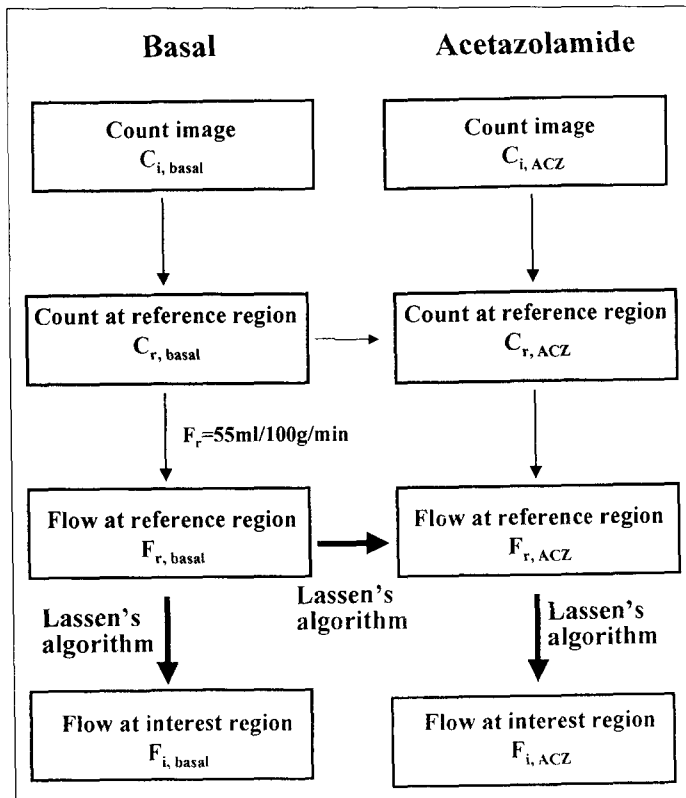 Basal
Acetazolamide
Count image
C_i, basal
Count image
C_i, ACZ
Count at reference region
C_r, basal
Count at reference region
C_r, ACZ
F_r=55ml/100g/min
Flow at reference region
F_r, basal
Flow at reference region
F_r, ACZ
Lassen's
algorithm
Lassen's
algorithm
Lassen's
algorithm
Flow at interest region
F_i, basal
Flow at interest region
F_i, ACZ